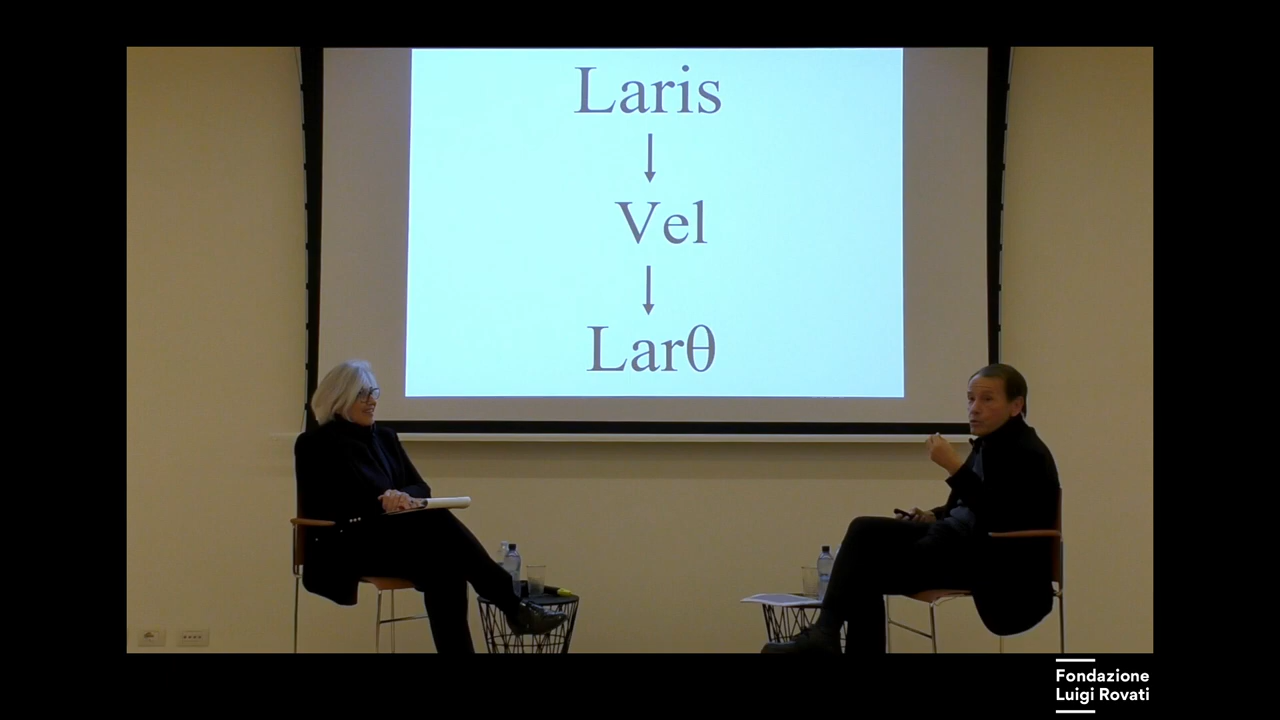 Laris
↓
Vel
↓
Larθ
Fondazione
Luigi Rovati